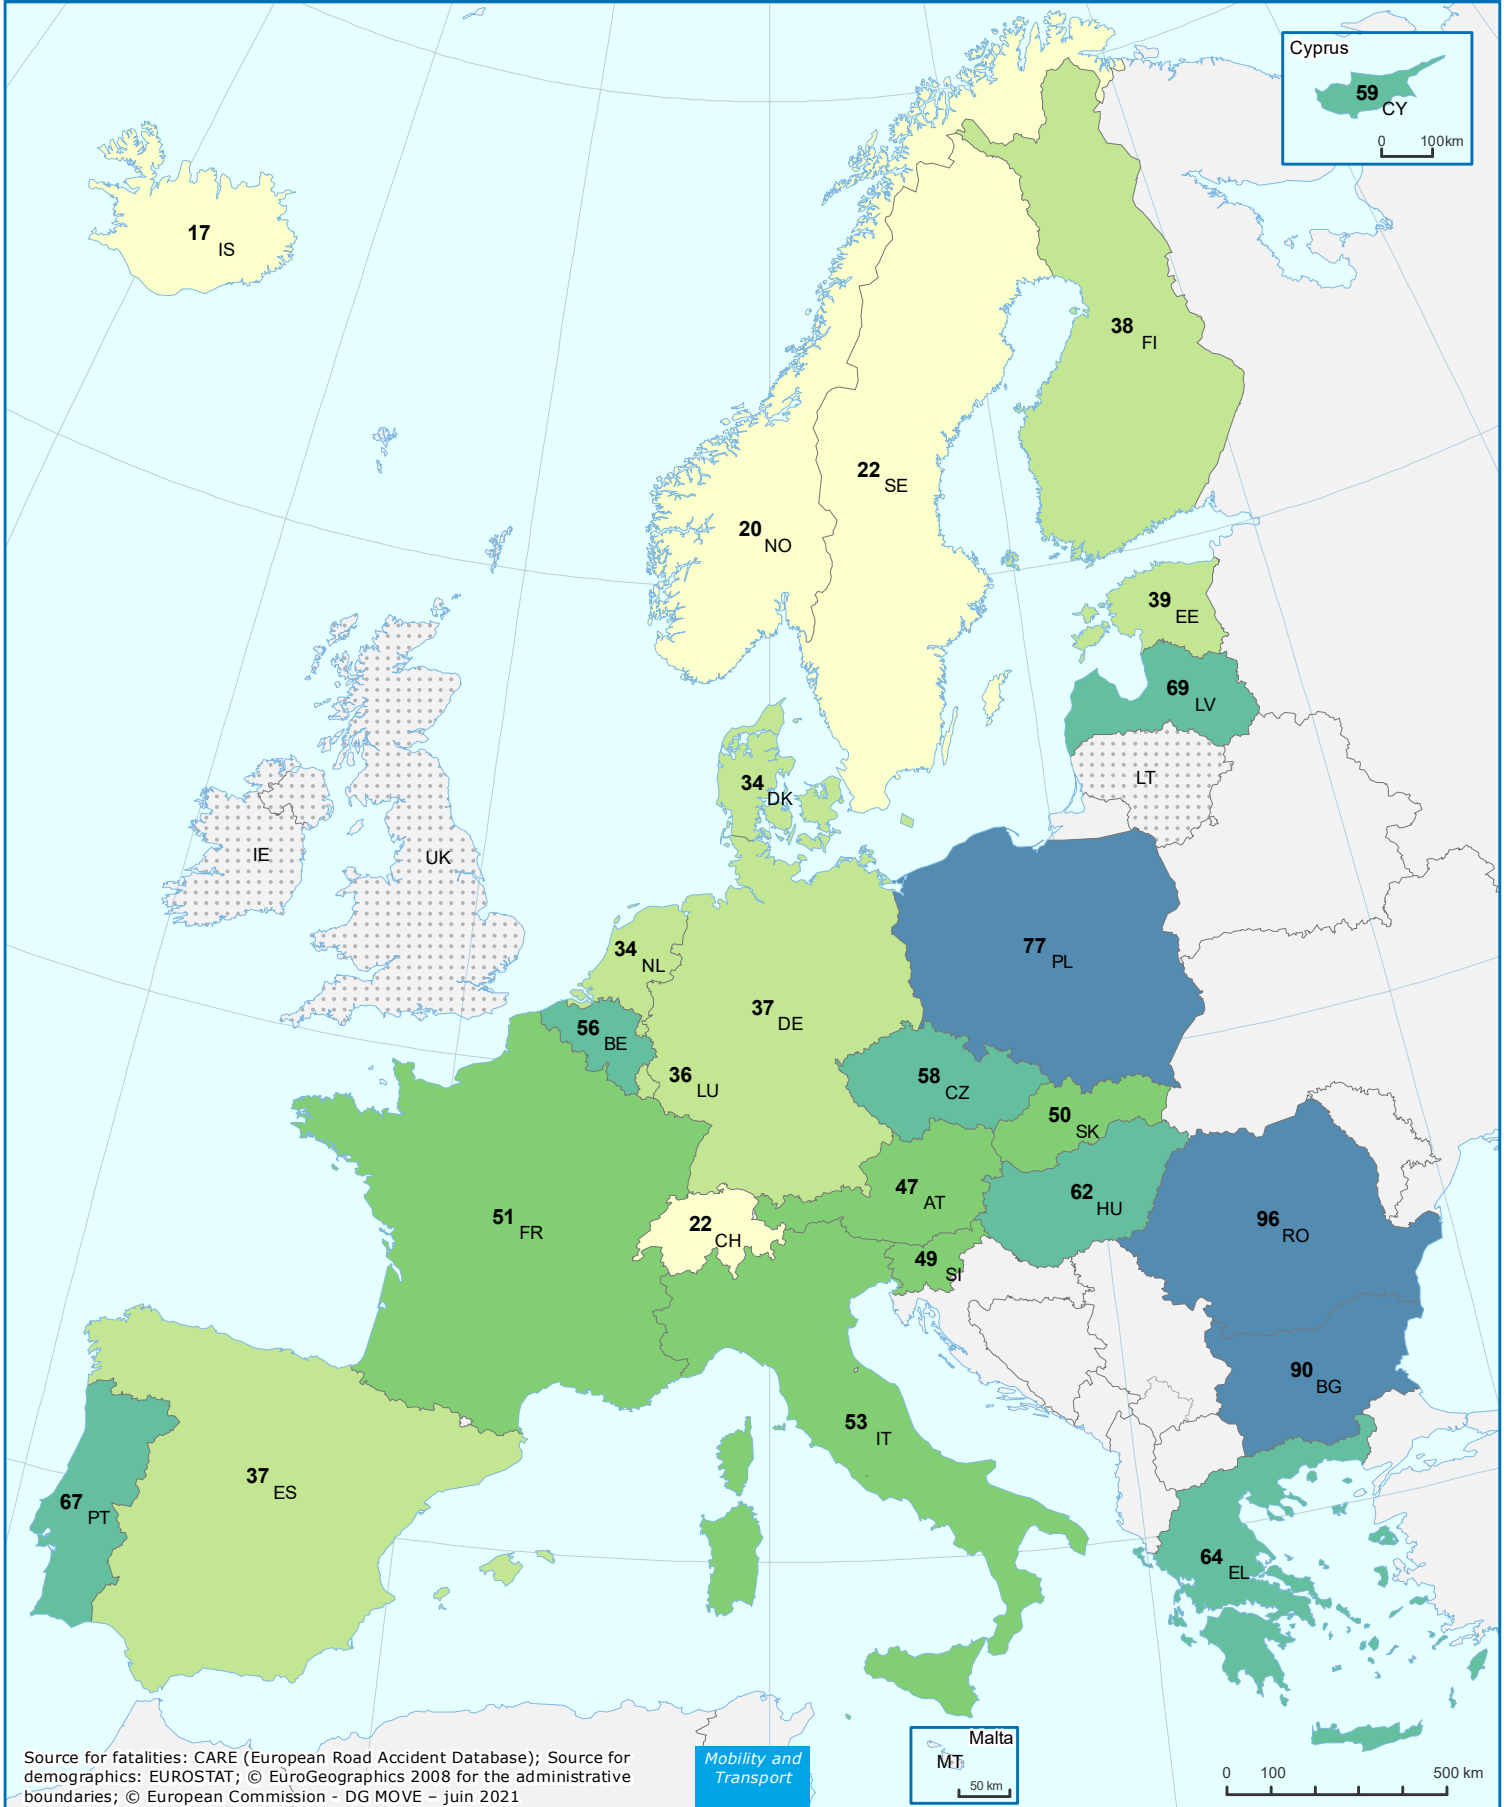 Cyprus
59
CY
0 100km
17
IS
38
FI
22
SE
20
NO
39
EE
69
LV
LT
34
DK
IE
UK
77
PL
34
NL
37
DE
56
BE
36
LU
58
CZ
50
SK
47
AT
62
HU
51
FR
22
CH
96
RO
49
SI
90
BG
53
IT
37
ES
67
PT
64
EL
Malta
MT
50 km
Mobility and
Transport
0 100 500 km
Source for fatalities: CARE (European Road Accident Database); Source for
demographics: EUROSTAT; © EuroGeographics 2008 for the administrative
boundaries; © European Commission - DG MOVE – juin 2021